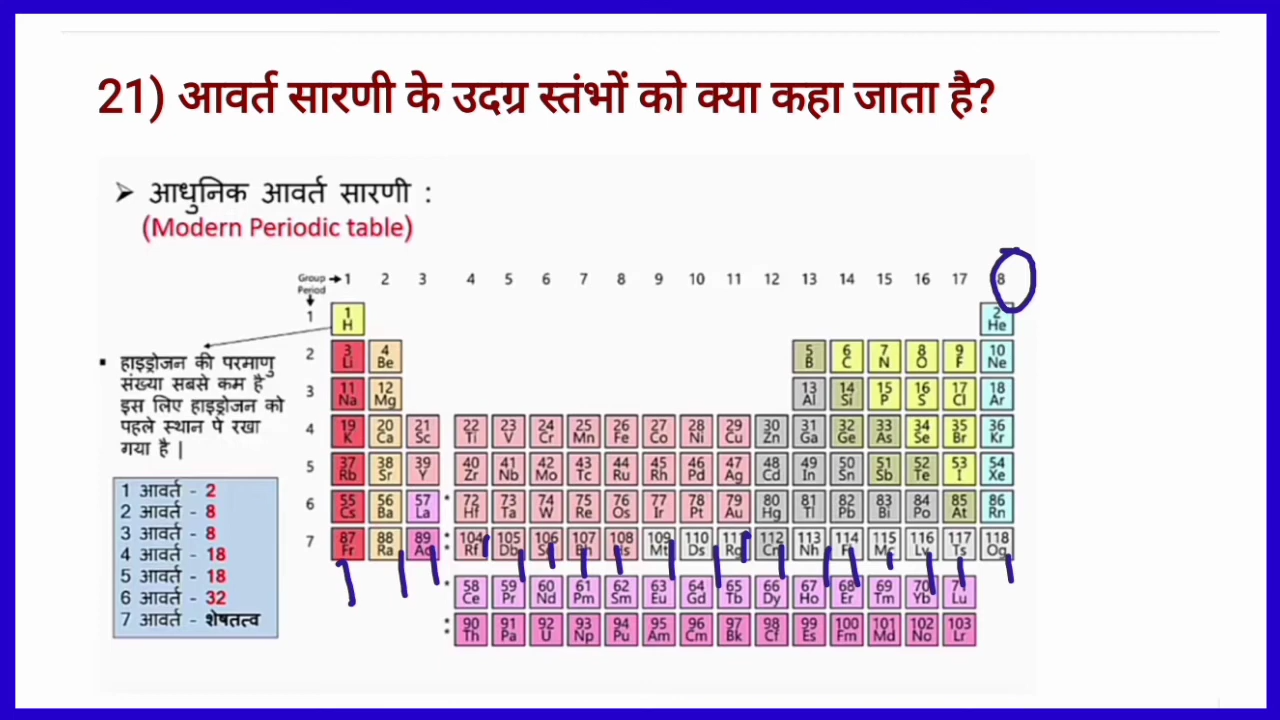 21) आवर्त सारणी के उदग्र स्तंभों को क्या कहा जाता है?
➢ आधुनिक आवर्त सारणी :
(Modern Periodic table)
Group → 1 2 3 4 5 6 7 8 9 10 11 12 13 14 15 16 17 8
Period
1 1 H 2 He
2 3 Li 4 Be 5 B 6 C 7 N 8 O 9 F 10 Ne
3 11 Na 12 Mg 13 Al 14 Si 15 P 16 S 17 Cl 18 Ar
4 19 K 20 Ca 21 Sc 22 Ti 23 V 24 Cr 25 Mn 26 Fe 27 Co 28 Ni 29 Cu 30 Zn 31 Ga 32 Ge 33 As 34 Se 35 Br 36 Kr
5 37 Rb 38 Sr 39 Y 40 Zr 41 Nb 42 Mo 43 Tc 44 Ru 45 Rh 46 Pd 47 Ag 48 Cd 49 In 50 Sn 51 Sb 52 Te 53 I 54 Xe
6 55 Cs 56 Ba 57 La * 72 Hf 73 Ta 74 W 75 Re 76 Os 77 Ir 78 Pt 79 Au 80 Hg 81 Tl 82 Pb 83 Bi 84 Po 85 At 86 Rn
7 87 Fr 88 Ra 89 Ac * * 104 Rf 105 Db 106 107 Bh 108 Hs 109 Mt 110 Ds 111 Rg 112 Cn 113 Nh 114 Fl 115 Mc 116 Lv 117 Ts 118 Og
* 58 Ce 59 Pr 60 Nd 61 Pm 62 Sm 63 Eu 64 Gd 65 Tb 66 Dy 67 Ho 68 Er 69 Tm 70 Yb 71 Lu
* * 90 Th 91 Pa 92 U 93 Np 94 Pu 95 Am 96 Cm 97 Bk 98 Cf 99 Es 100 Fm 101 Md 102 No 103 Lr
▪ हाइड्रोजन की परमाणु
संख्या सबसे कम है
इस लिए हाइड्रोजन को
पहले स्थान पे रखा
गया है |
1 आवर्त - 2
2 आवर्त - 8
3 आवर्त - 8
4 आवर्त - 18
5 आवर्त - 18
6 आवर्त - 32
7 आवर्त - शेषतत्व